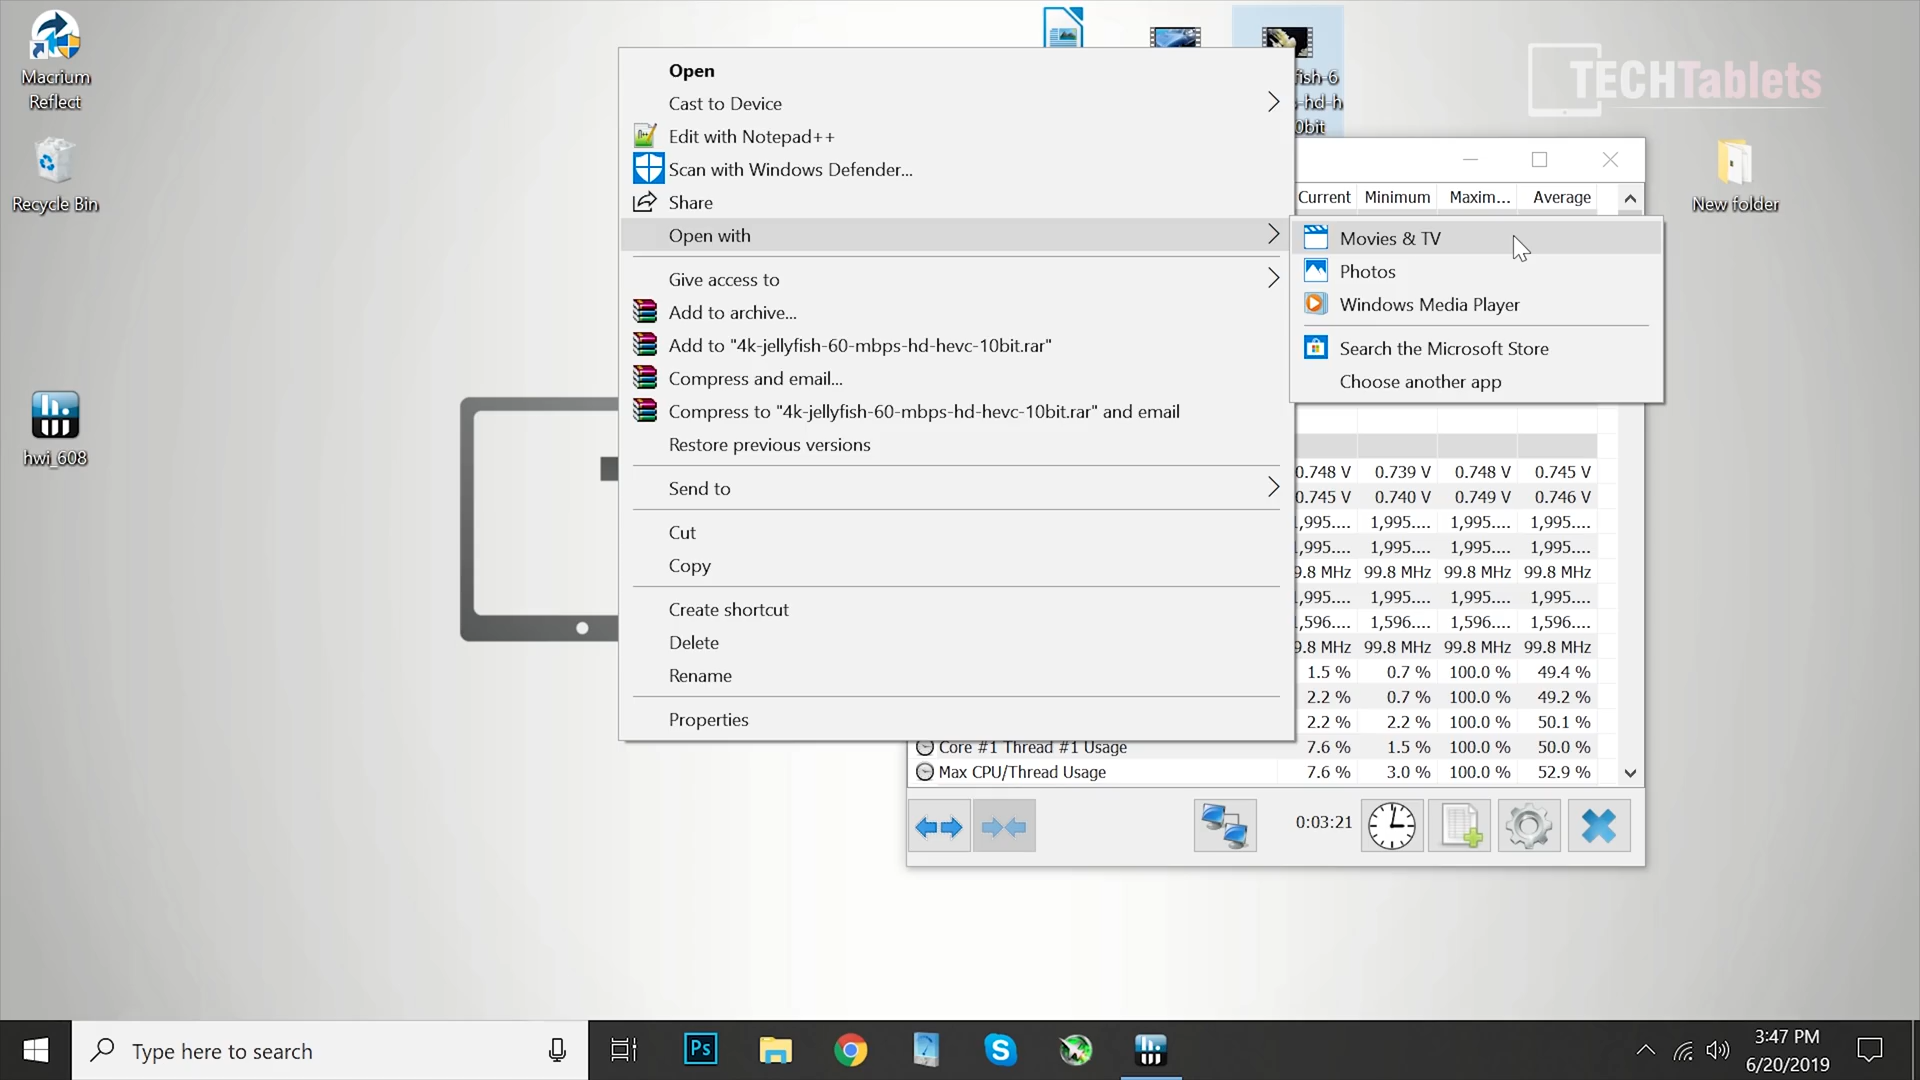 Macrium
Reflect
Recycle Bin
hwi_608
fish-6
-hd-h
0bit
TECHTablets
New folder
Open
Cast to Device
Edit with Notepad++
Scan with Windows Defender...
Share
Open with
Give access to
Add to archive...
Add to "4k-jellyfish-60-mbps-hd-hevc-10bit.rar"
Compress and email...
Compress to "4k-jellyfish-60-mbps-hd-hevc-10bit.rar" and email
Restore previous versions
Send to
Cut
Copy
Create shortcut
Delete
Rename
Properties
Movies & TV
Photos
Windows Media Player
Search the Microsoft Store
Choose another app
Current Minimum Maxim... Average
0.748 V 0.739 V 0.748 V 0.745 V
0.745 V 0.740 V 0.749 V 0.746 V
1,995.... 1,995.... 1,995.... 1,995....
1,995.... 1,995.... 1,995.... 1,995....
9.8 MHz 99.8 MHz 99.8 MHz 99.8 MHz
1,995.... 1,995.... 1,995.... 1,995....
1,596.... 1,596.... 1,596.... 1,596....
9.8 MHz 99.8 MHz 99.8 MHz 99.8 MHz
1.5 % 0.7 % 100.0 % 49.4 %
2.2 % 0.7 % 100.0 % 49.2 %
2.2 % 2.2 % 100.0 % 50.1 %
Core #1 Thread #1 Usage 7.6 % 1.5 % 100.0 % 50.0 %
Max CPU/Thread Usage 7.6 % 3.0 % 100.0 % 52.9 %
0:03:21
Type here to search
Ps
3:47 PM
6/20/2019